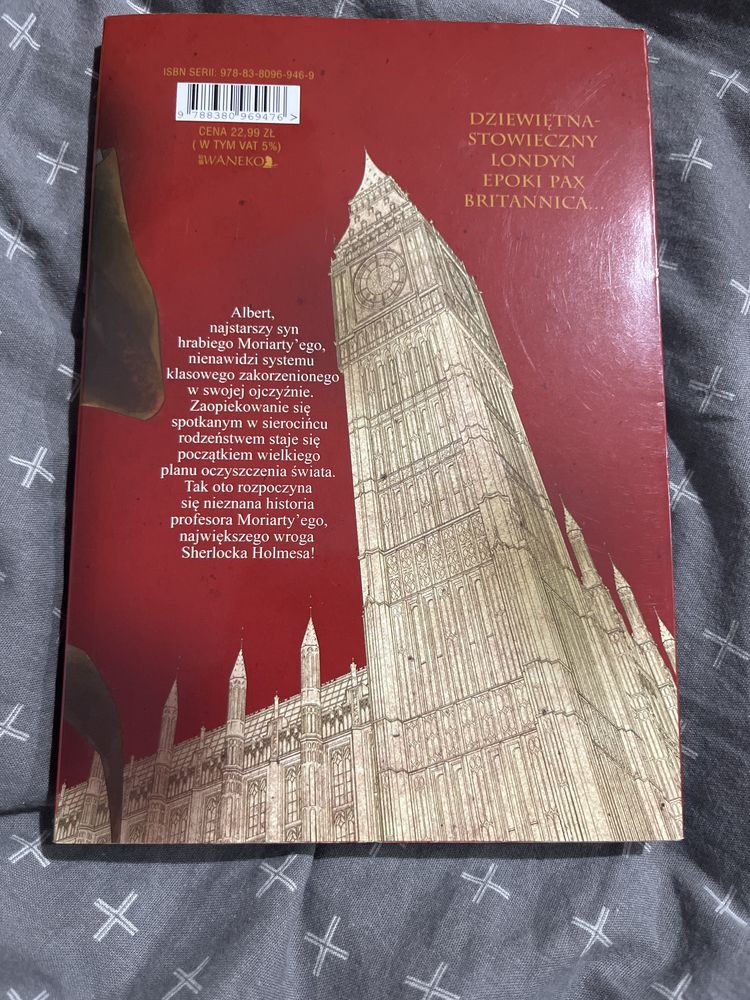 ISBN SERII: 978-83-8096-946-9
9 788380 969476 >
CENA 22,99 ZŁ
( W TYM VAT 5%)
WANEKO
DZIEWIĘTNA-
STOWIECZNY
LONDYN
EPOKI PAX
BRITANNICA...
Albert,
najstarszy syn
hrabiego Moriarty’ego,
nienawidzi systemu
klasowego zakorzenionego
w swojej ojczyźnie.
Zaopiekowanie się
spotkanym w sierocińcu
rodzeństwem staje się
początkiem wielkiego
planu oczyszczenia świata.
Tak oto rozpoczyna
się nieznana historia
profesora Moriarty’ego,
największego wroga
Sherlocka Holmesa!